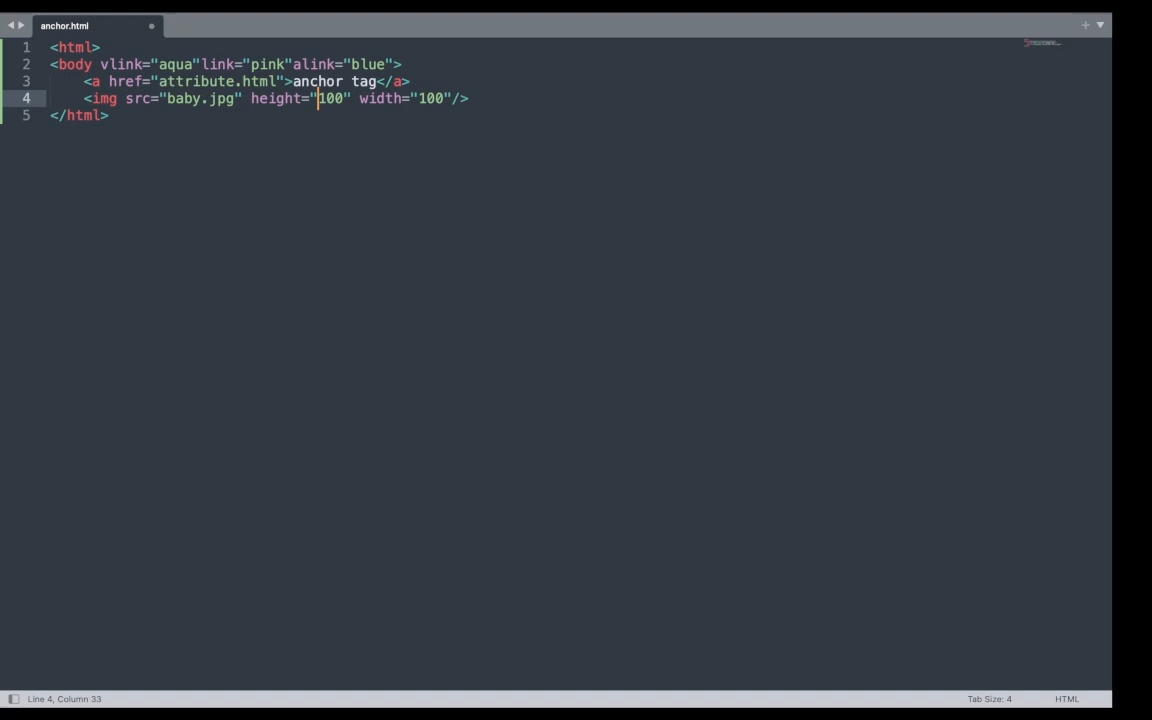 anchor.html
1 <html>
2 <body vlink="aqua"link="pink"alink="blue">
3     <a href="attribute.html">anchor tag</a>
4     <img src="baby.jpg" height="100" width="100"/>
5 </html>
Line 4, Column 33 Tab Size: 4 HTML